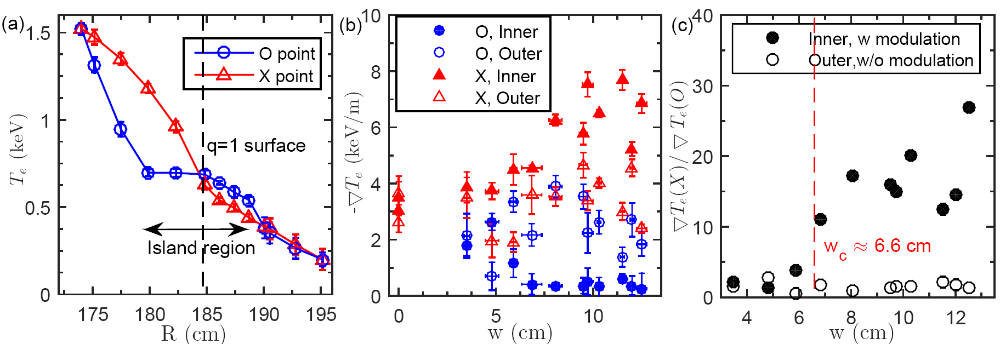 (a)
1.5
1
0.5
0
175
180
185
190
195
R (cm)
T_e (keV)
O point
X point
q=1 surface
Island region
(b)
10
8
6
4
2
0
0
5
10
w (cm)
-▽T_e (keV/m)
O, Inner
O, Outer
X, Inner
X, Outer
(c)
40
30
20
10
0
4
6
8
10
12
w (cm)
▽T_e(X)/▽T_e(O)
Inner, w modulation
Outer,w/o modulation
w_c ≈ 6.6 cm